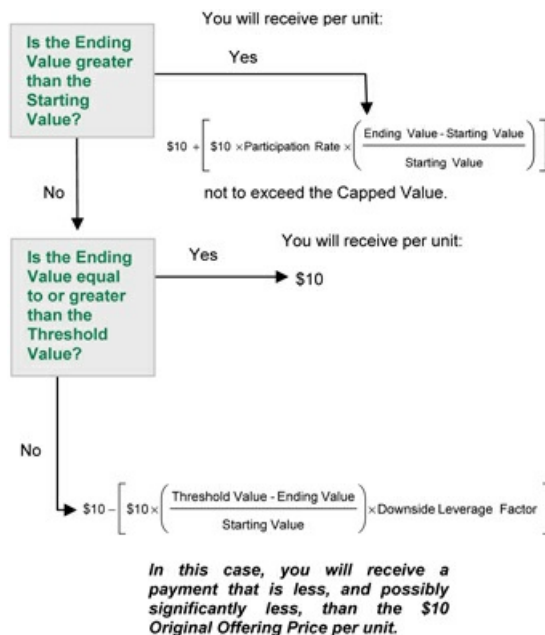 You will receive per unit:
Is the Ending
Value greater
than the
Starting
Value?
Yes
$10 + [ $10 × Participation Rate × ( Ending Value - Starting Value / Starting Value ) ]
not to exceed the Capped Value.
No
You will receive per unit:
Is the Ending
Value equal
to or greater
than the
Threshold
Value?
Yes
$10
No
$10 − [ $10 × ( Threshold Value - Ending Value / Starting Value ) × Downside Leverage Factor ]
In this case, you will receive a
payment that is less, and possibly
significantly less, than the $10
Original Offering Price per unit.